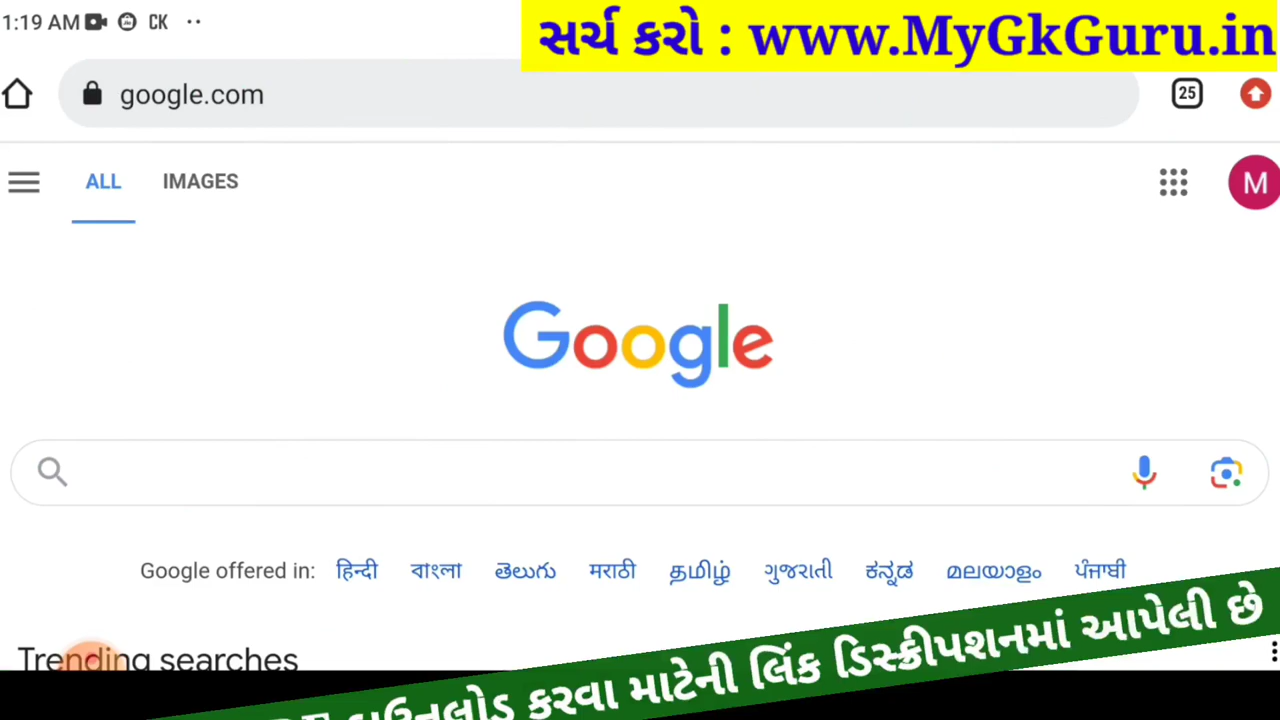 1:19 AM CK
સર્ચ કરો : www.MyGkGuru.in
google.com
25
ALL IMAGES
M
Google
Google offered in: हिन्दी বাংলা తెలుగు मराठी தமிழ் ગુજરાતી ಕನ್ನಡ മലയാളം ਪੰਜਾਬੀ
Trending searches
ડાઉનલોડ કરવા માટેની લિંક ડિસ્ક્રીપશનમાં આપેલી છે